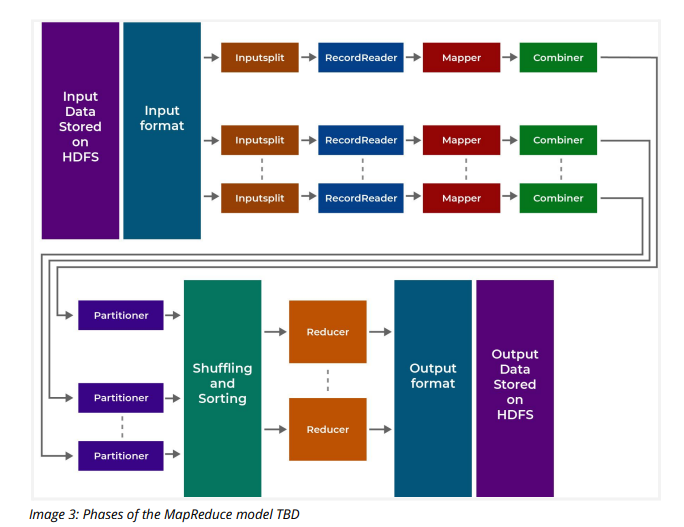 Input
Data
Stored
on
HDFS
Input
format
Inputsplit
RecordReader
Mapper
Combiner
Inputsplit
RecordReader
Mapper
Combiner
Inputsplit
RecordReader
Mapper
Combiner
Partitioner
Partitioner
Partitioner
Shuffling
and
Sorting
Reducer
Reducer
Output
format
Output
Data
Stored
on
HDFS
Image 3: Phases of the MapReduce model TBD